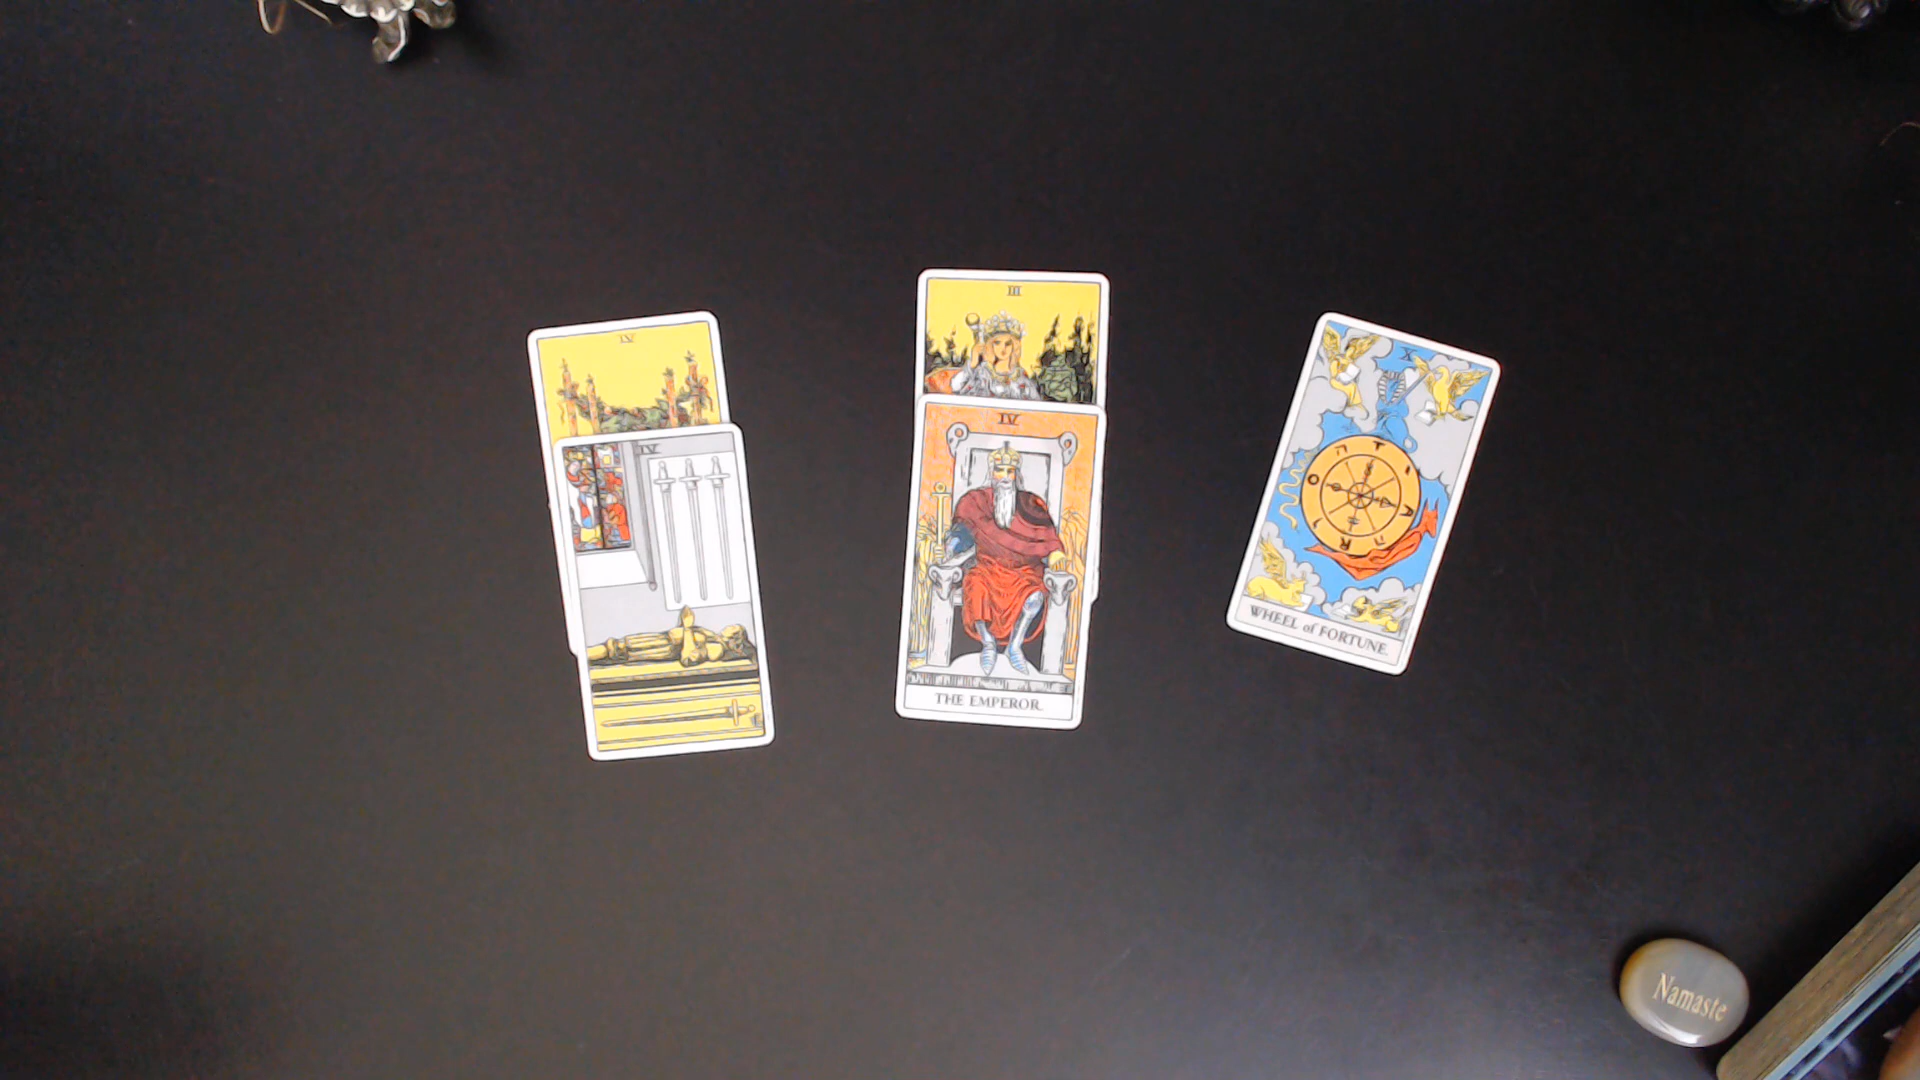 IV
IV
III
IV
THE EMPEROR.
X
T
A
R
O
WHEEL of FORTUNE.
Namaste